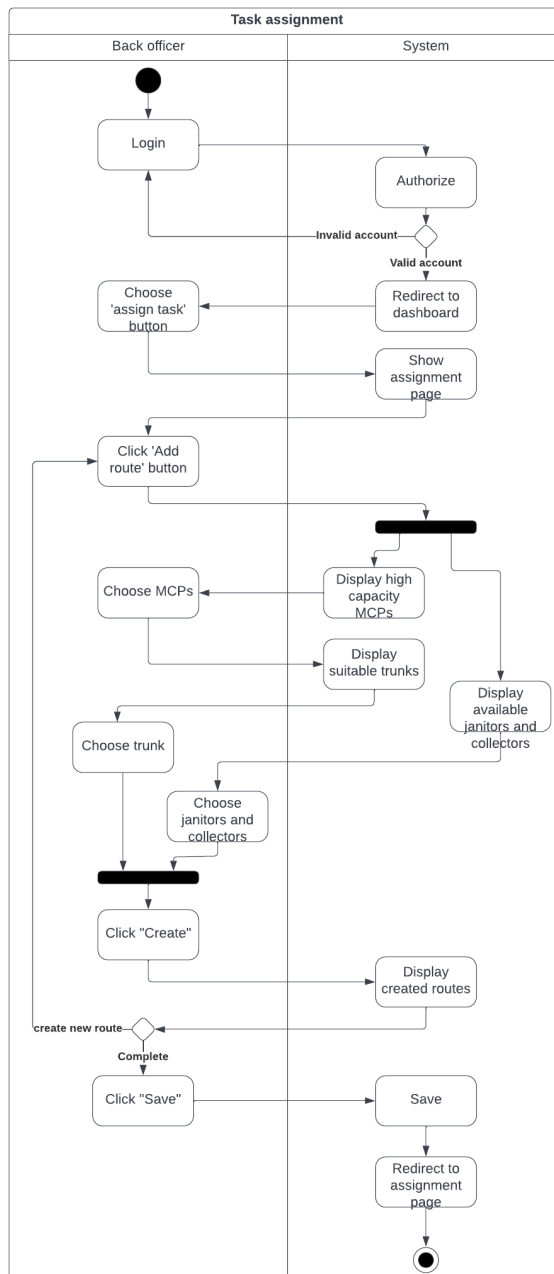 Task assignment
Back officer
System
Login
Authorize
Invalid account
Valid account
Choose
'assign task'
button
Redirect to
dashboard
Show
assignment
page
Click 'Add
route' button
Choose MCPs
Display high
capacity
MCPs
Display
suitable trunks
Display
available
janitors and
collectors
Choose trunk
Choose
janitors and
collectors
Click "Create"
Display
created routes
create new route
Complete
Click "Save"
Save
Redirect to
assignment
page